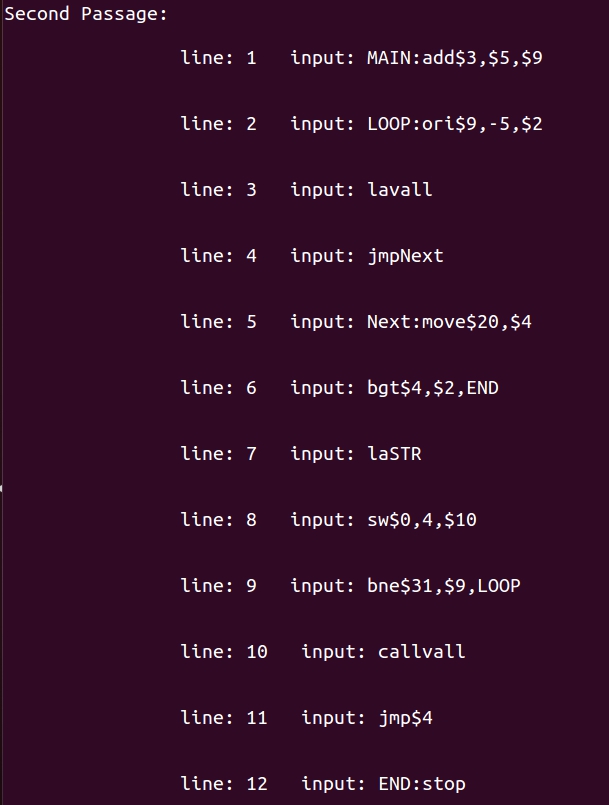 Second Passage:
line: 1 input: MAIN:add$3,$5,$9
line: 2 input: LOOP:ori$9,-5,$2
line: 3 input: lavall
line: 4 input: jmpNext
line: 5 input: Next:move$20,$4
line: 6 input: bgt$4,$2,END
line: 7 input: laSTR
line: 8 input: sw$0,4,$10
line: 9 input: bne$31,$9,LOOP
line: 10 input: callvall
line: 11 input: jmp$4
line: 12 input: END:stop